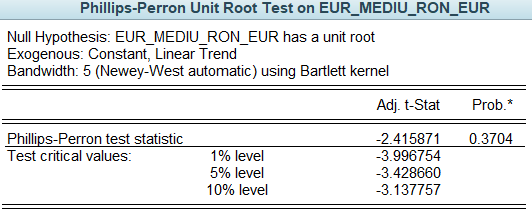 Phillips-Perron Unit Root Test on EUR_MEDIU_RON_EUR
Null Hypothesis: EUR_MEDIU_RON_EUR has a unit root
Exogenous: Constant, Linear Trend
Bandwidth: 5 (Newey-West automatic) using Bartlett kernel
Adj. t-Stat Prob.*
Phillips-Perron test statistic -2.415871 0.3704
Test critical values: 1% level -3.996754
5% level -3.428660
10% level -3.137757